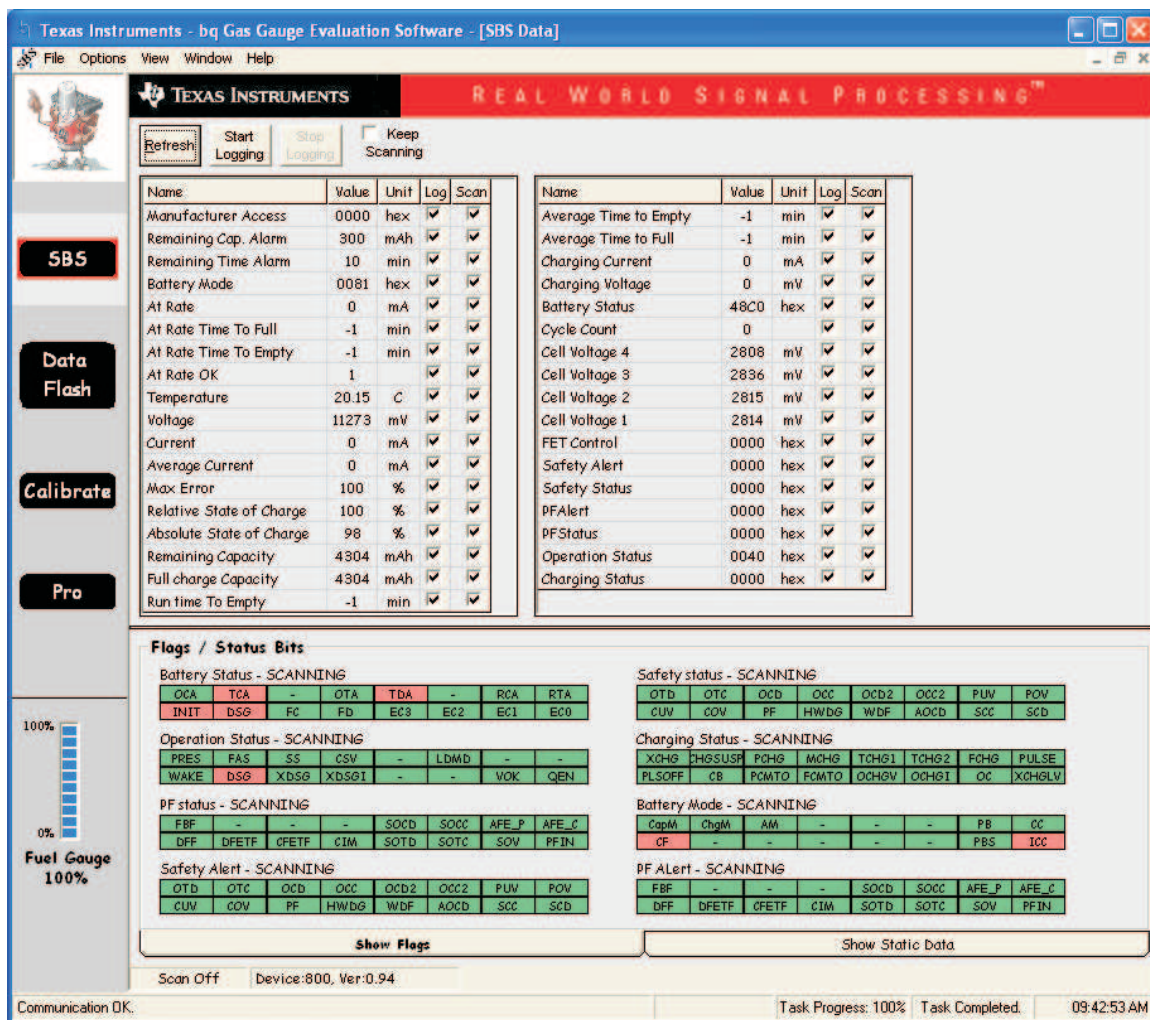 Texas Instruments - bq Gas Gauge Evaluation Software - [SBS Data]
File Options View Window Help
TEXAS INSTRUMENTS REAL WORLD SIGNAL PROCESSING™
Refresh Start Logging Stop Logging Keep Scanning
SBS
Data Flash
Calibrate
Pro
100%
0%
Fuel Gauge
100%
Name Value Unit Log Scan
Manufacturer Access 0000 hex
Remaining Cap. Alarm 300 mAh
Remaining Time Alarm 10 min
Battery Mode 0081 hex
At Rate 0 mA
At Rate Time To Full -1 min
At Rate Time To Empty -1 min
At Rate OK 1
Temperature 20.15 C
Voltage 11273 mV
Current 0 mA
Average Current 0 mA
Max Error 100 %
Relative State of Charge 100 %
Absolute State of Charge 98 %
Remaining Capacity 4304 mAh
Full charge Capacity 4304 mAh
Run time To Empty -1 min
Name Value Unit Log Scan
Average Time to Empty -1 min
Average Time to Full -1 min
Charging Current 0 mA
Charging Voltage 0 mV
Battery Status 48C0 hex
Cycle Count 0
Cell Voltage 4 2808 mV
Cell Voltage 3 2836 mV
Cell Voltage 2 2815 mV
Cell Voltage 1 2814 mV
FET Control 0000 hex
Safety Alert 0000 hex
Safety Status 0000 hex
PFAlert 0000 hex
PFStatus 0000 hex
Operation Status 0040 hex
Charging Status 0000 hex
Flags / Status Bits
Battery Status - SCANNING
OCA TCA - OTA TDA - RCA RTA
INIT DSG FC FD EC3 EC2 EC1 EC0
Operation Status - SCANNING
PRES FAS SS CSV - LDMD - -
WAKE DSG XDSG XDSGI - - VOK QEN
PF status - SCANNING
FBF - - - SOCD SOCC AFE_P AFE_C
DFF DFETF CFETF CIM SOTD SOTC SOV PFIN
Safety Alert - SCANNING
OTD OTC OCD OCC OCD2 OCC2 PUV POV
CUV COV PF HWDG WDF AOCD SCC SCD
Safety status - SCANNING
OTD OTC OCD OCC OCD2 OCC2 PUV POV
CUV COV PF HWDG WDF AOCD SCC SCD
Charging Status - SCANNING
XCHG CHGSUSP PCHG MCHG TCHG1 TCHG2 FCHG PULSE
PLSOFF CB PCMTO FCMTO OCHGV OCHGI OC XCHGLV
Battery Mode - SCANNING
CapM ChgM AM - - - PB CC
CF - - - - - PBS ICC
PF ALert - SCANNING
FBF - - - SOCD SOCC AFE_P AFE_C
DFF DFETF CFETF CIM SOTD SOTC SOV PFIN
Show Flags Show Static Data
Scan Off Device:800, Ver:0.94
Communication OK. Task Progress: 100% Task Completed. 09:42:53 AM